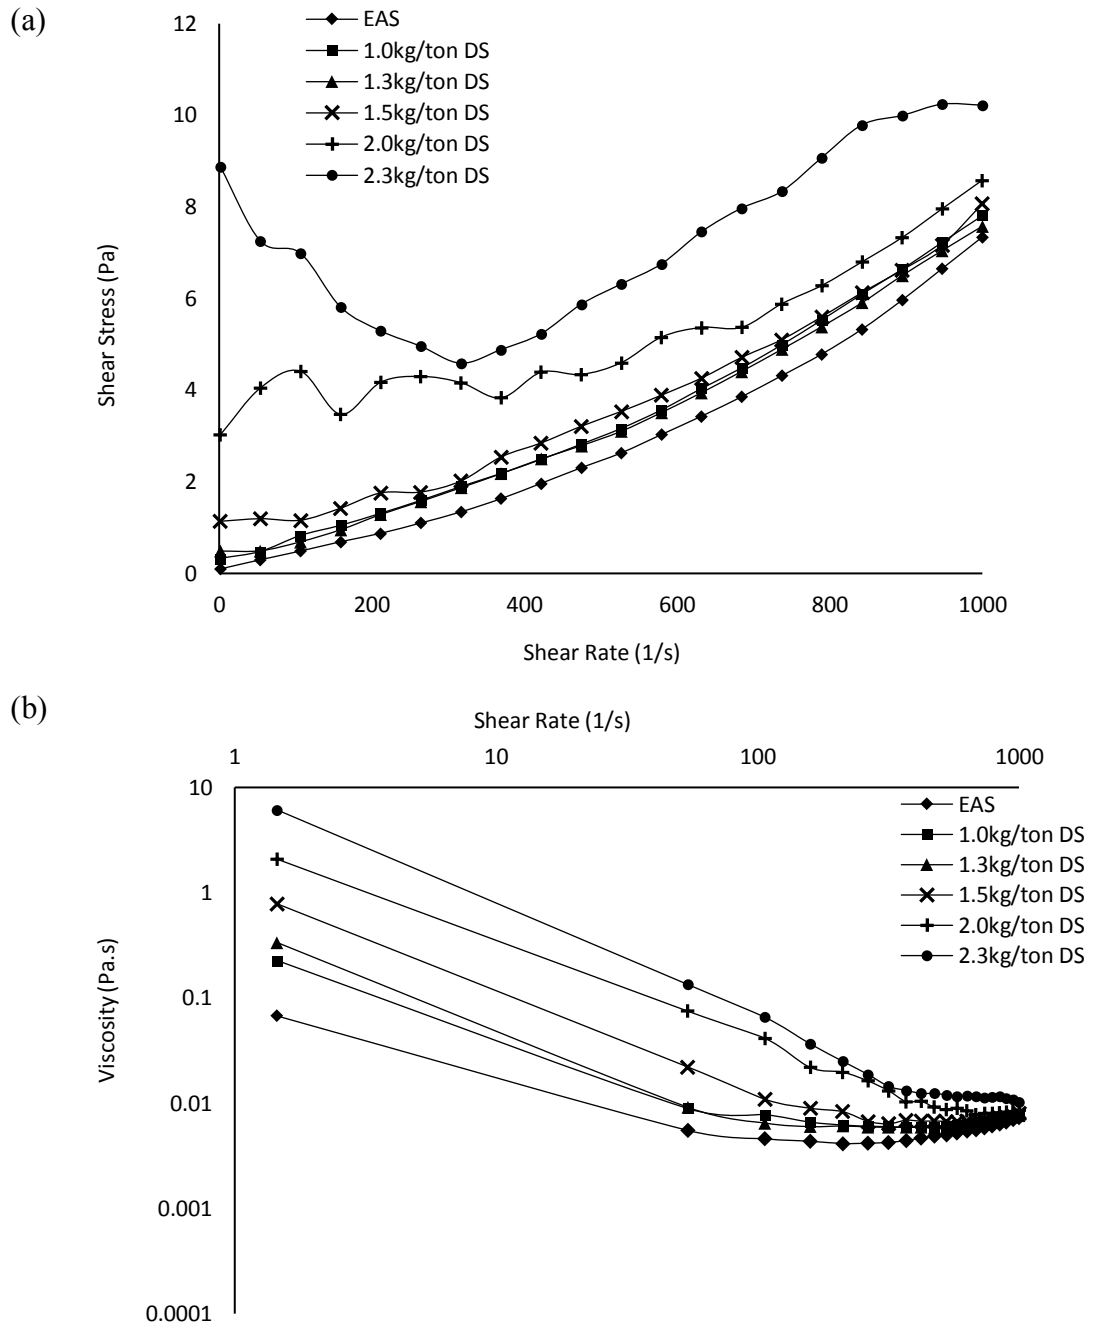 (a)
EAS
1.0kg/ton DS
1.3kg/ton DS
1.5kg/ton DS
2.0kg/ton DS
2.3kg/ton DS
12
10
8
6
4
2
0
Shear Stress (Pa)
0 200 400 600 800 1000
Shear Rate (1/s)
(b)
Shear Rate (1/s)
1 10 100 1000
10
1
0.1
0.01
0.001
0.0001
Viscosity (Pa.s)
EAS
1.0kg/ton DS
1.3kg/ton DS
1.5kg/ton DS
2.0kg/ton DS
2.3kg/ton DS